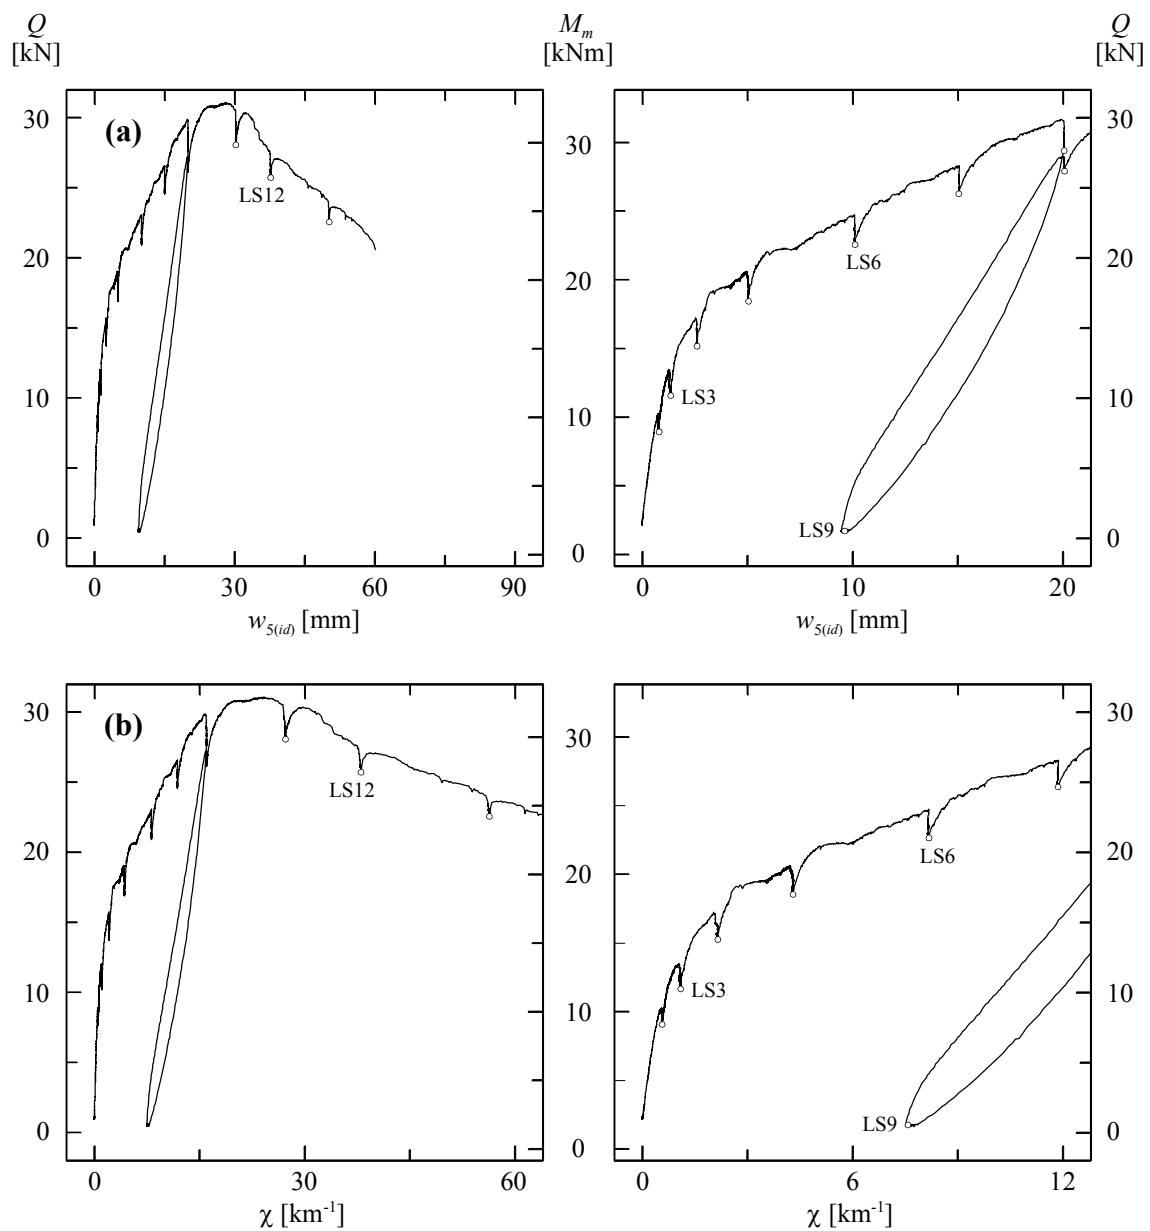 Q M_m Q
[kN] [kNm] [kN]
30 (a) 30 30
20 LS12 20 LS6 20
10 10 LS3 10
0 0 LS9 0
0 30 60 90 0 10 20
w_5(id) [mm] w_5(id) [mm]
30 (b) 30 30
20 LS12 20 LS6 20
10 10 LS3 10
0 0 LS9 0
0 30 60 0 6 12
χ [km⁻¹] χ [km⁻¹]